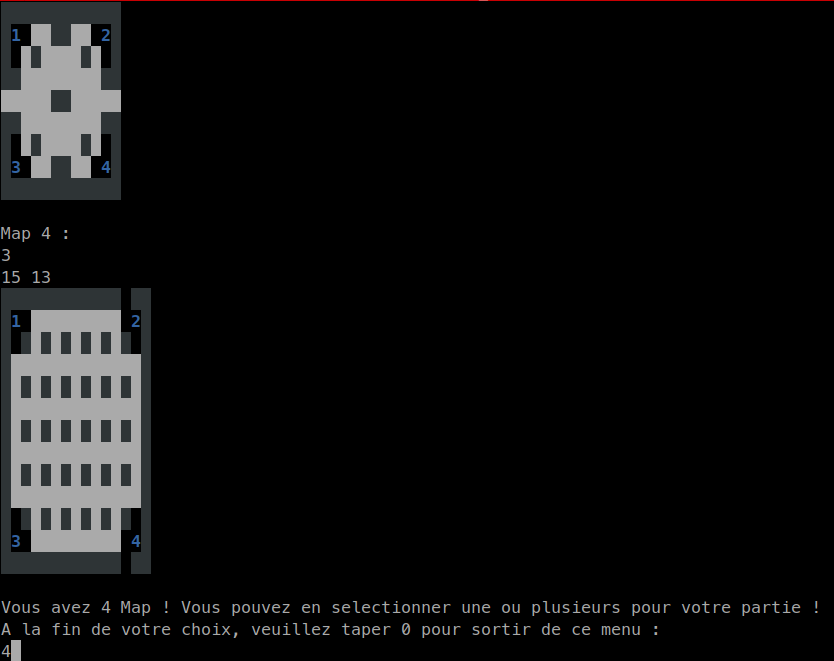 1 2
3 4
Map 4 :
3
15 13
1 2
3 4
Vous avez 4 Map ! Vous pouvez en selectionner une ou plusieurs pour votre partie !
A la fin de votre choix, veuillez taper 0 pour sortir de ce menu :
4